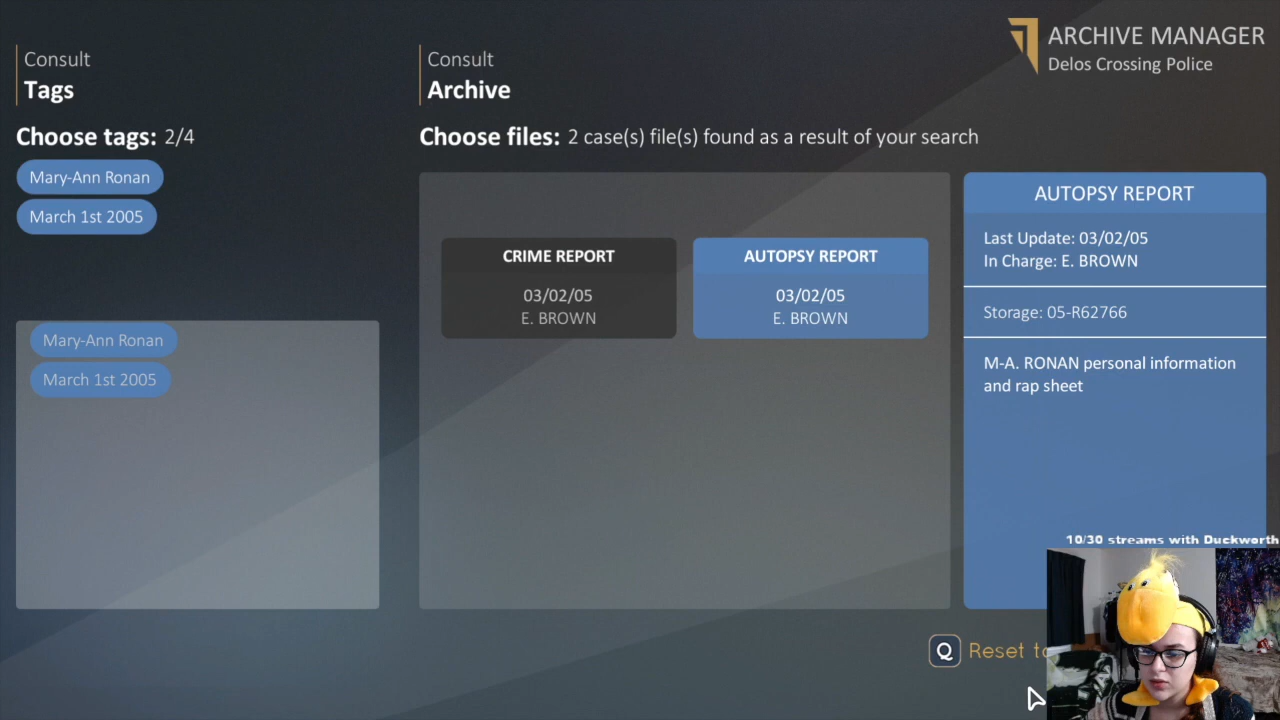 Consult
Tags
Choose tags: 2/4
Mary-Ann Ronan
March 1st 2005
Mary-Ann Ronan
March 1st 2005
Consult
Archive
Choose files: 2 case(s) file(s) found as a result of your search
CRIME REPORT
03/02/05
E. BROWN
AUTOPSY REPORT
03/02/05
E. BROWN
ARCHIVE MANAGER
Delos Crossing Police
AUTOPSY REPORT
Last Update: 03/02/05
In Charge: E. BROWN
Storage: 05-R62766
M-A. RONAN personal information
and rap sheet
10/30 streams with Duckworth
Q Reset